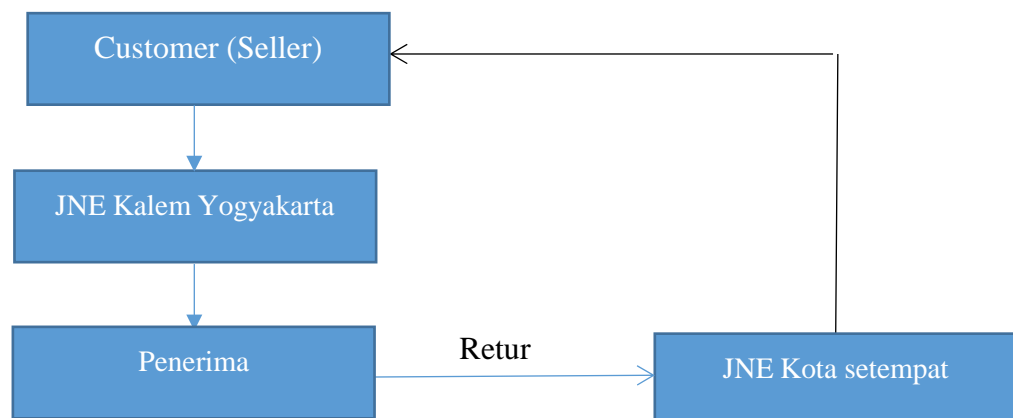 Customer (Seller)
JNE Kalem Yogyakarta
Penerima
Retur
JNE Kota setempat